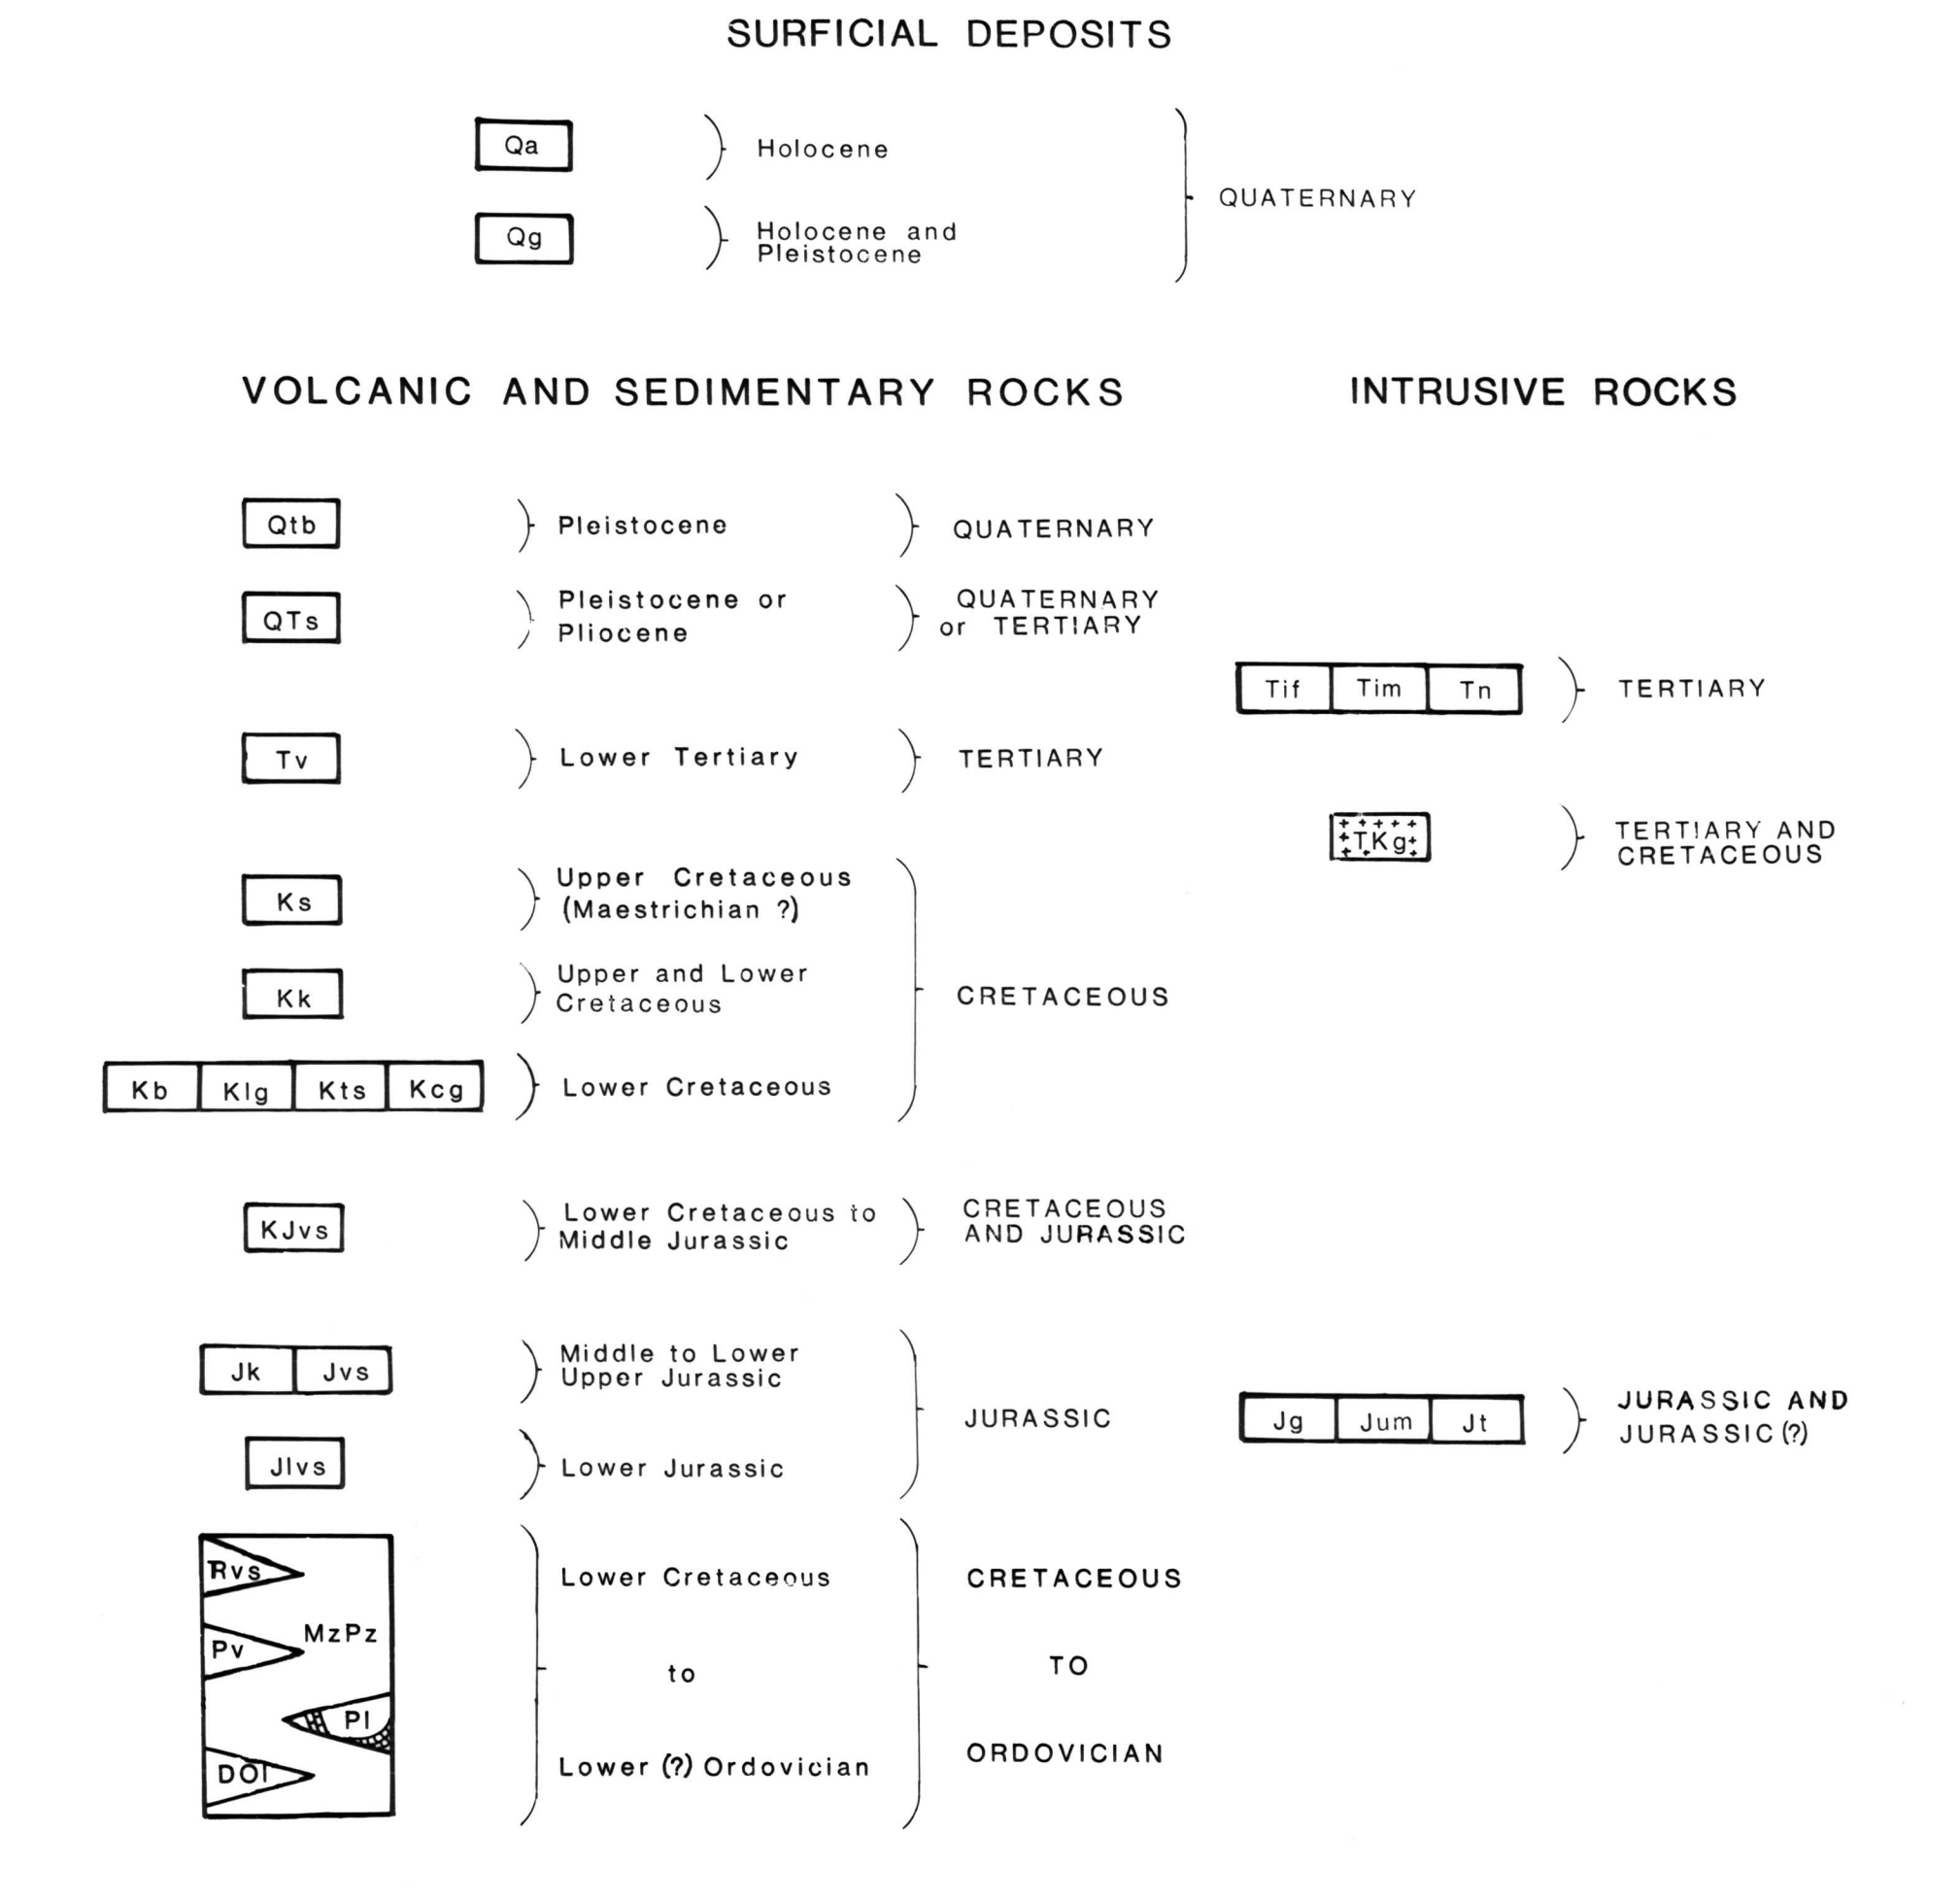 SURFICIAL DEPOSITS
Qa
Holocene
Qg
Holocene and
Pleistocene
QUATERNARY
VOLCANIC AND SEDIMENTARY ROCKS
INTRUSIVE ROCKS
Qtb
Pleistocene
QUATERNARY
QTs
Pleistocene or
Pliocene
QUATERNARY
or TERTIARY
Tif Tim Tn
TERTIARY
Tv
Lower Tertiary
TERTIARY
TKg
TERTIARY AND
CRETACEOUS
Ks
Upper Cretaceous
(Maestrichian ?)
Kk
Upper and Lower
Cretaceous
CRETACEOUS
Kb Klg Kts Kcg
Lower Cretaceous
KJvs
Lower Cretaceous to
Middle Jurassic
CRETACEOUS
AND JURASSIC
Jk Jvs
Middle to Lower
Upper Jurassic
JURASSIC
Jlvs
Lower Jurassic
Jg Jum Jt
JURASSIC AND
JURASSIC (?)
Rvs
MzPz
Pv
Pl
DOl
Lower Cretaceous
to
Lower (?) Ordovician
CRETACEOUS
TO
ORDOVICIAN